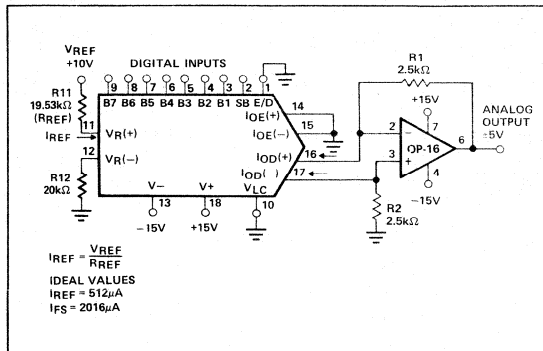 VREF
+10V
DIGITAL INPUTS
9 8 7 6 5 4 3 2 1
B7 B6 B5 B4 B3 B2 B1 SB E/D
R11
19.53kΩ
(RREF)
IREF
11
VR(+)
12
VR(−)
R12
20kΩ
IOE(+)
14
IOE(−)
15
IOD(+)
16
IOD( )
17
V−
13
−15V
V+
18
+15V
VLC
10
R1
2.5kΩ
+15V
7
2
−
OP-16
3
+
6
4
−15V
ANALOG
OUTPUT
±5V
R2
2.5kΩ
IREF = VREF
RREF
IDEAL VALUES
IREF = 512μA
IFS = 2016μA